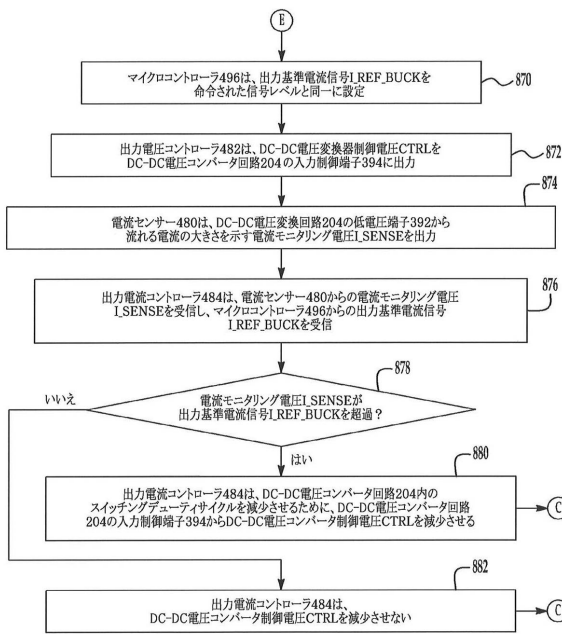 E
マイクロコントローラ496は、出力基準電流信号I_REF_BUCKを
命令された信号レベルと同一に設定
870
出力電圧コントローラ482は、DC-DC電圧変換器制御電圧CTRLを
DC-DC電圧コンバータ回路204の入力制御端子394に出力
872
874
電流センサー480は、DC-DC電圧変換回路204の低電圧端子392から
流れる電流の大きさを示す電流モニタリング電圧I_SENSEを出力
876
出力電流コントローラ484は、電流センサー480からの電流モニタリング電圧
I_SENSEを受信し、マイクロコントローラ496からの出力基準電流信号
I_REF_BUCKを受信
878
いいえ
電流モニタリング電圧I_SENSEが
出力基準電流信号I_REF_BUCKを超過？
はい
880
出力電流コントローラ484は、DC-DC電圧コンバータ回路204内の
スイッチングデューティサイクルを減少させるために、DC-DC電圧コンバータ回路
204の入力制御端子394からDC-DC電圧コンバータ制御電圧CTRLを減少させる
C
882
出力電流コントローラ484は、
DC-DC電圧コンバータ制御電圧CTRLを減少させない
C